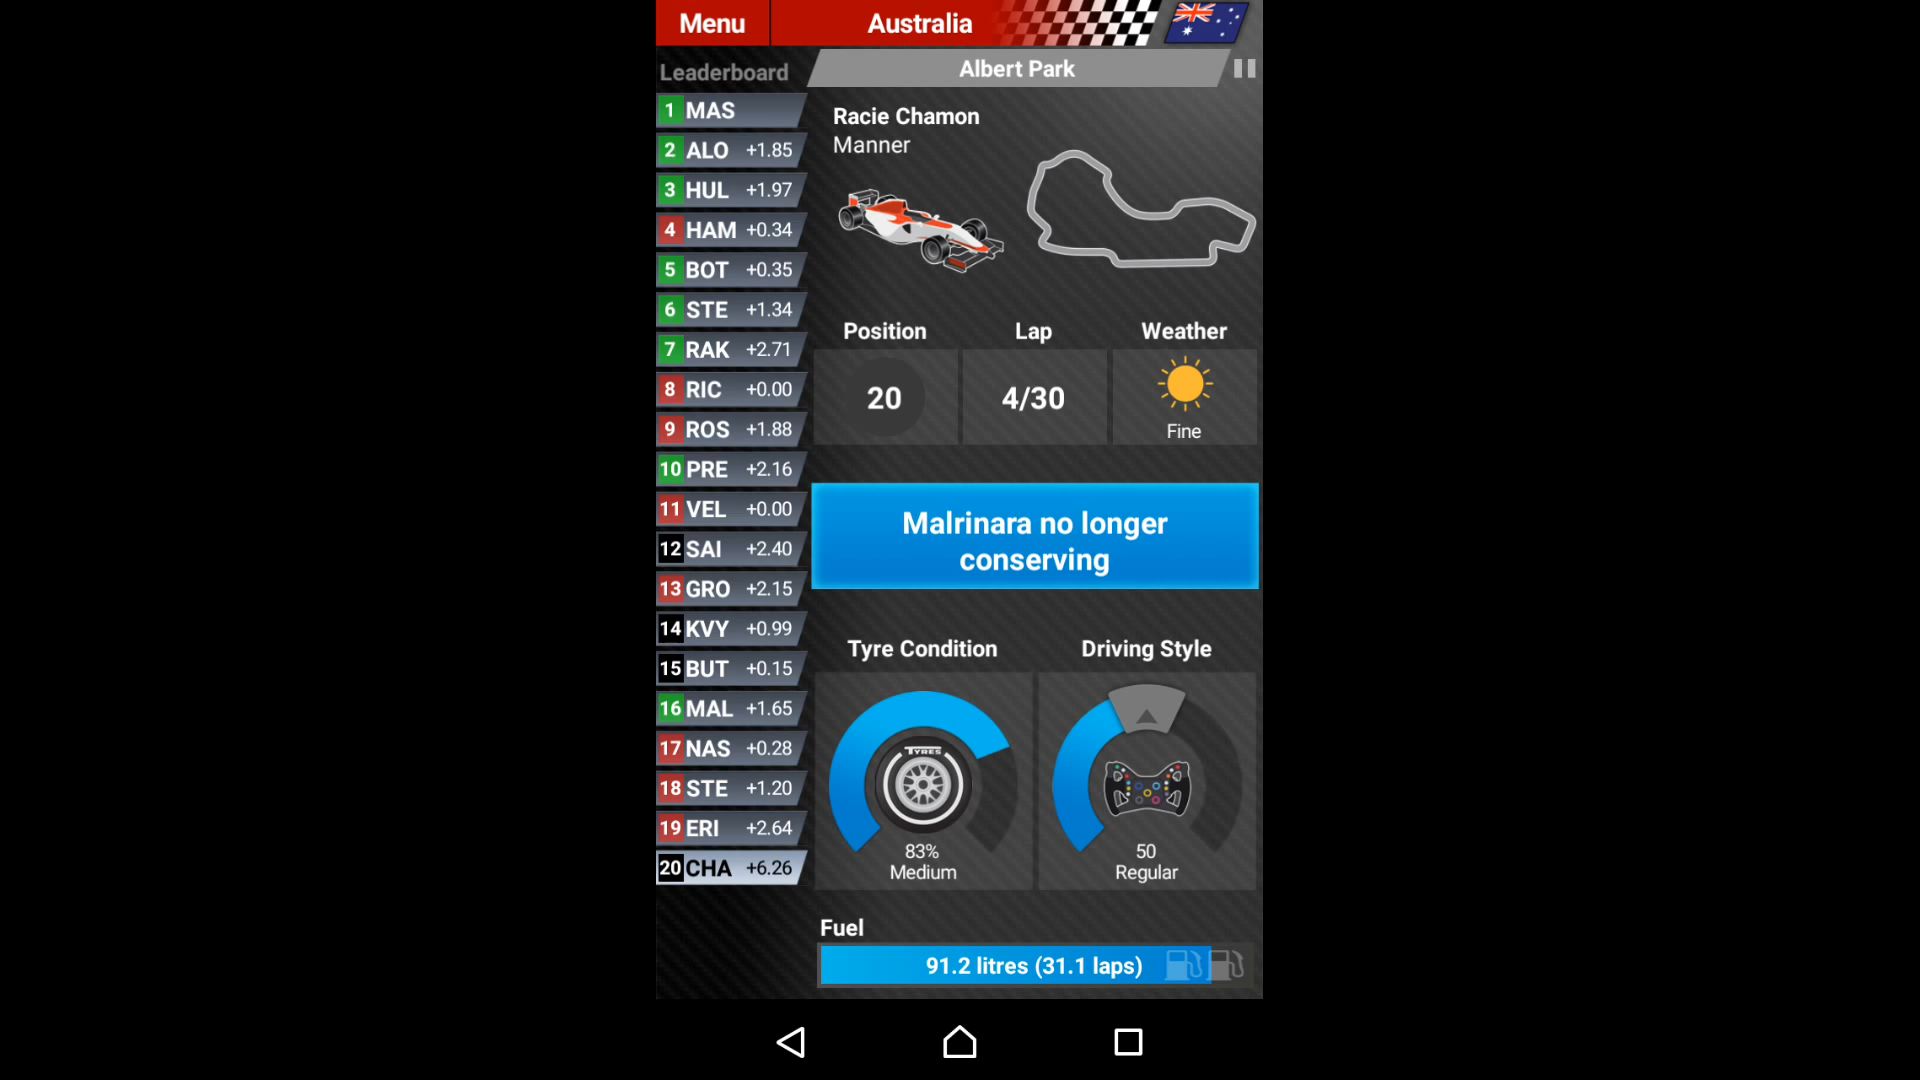 Menu
Australia
Leaderboard
Albert Park
1 MAS
2 ALO +1.85
3 HUL +1.97
4 HAM +0.34
5 BOT +0.35
6 STE +1.34
7 RAK +2.71
8 RIC +0.00
9 ROS +1.88
10 PRE +2.16
11 VEL +0.00
12 SAI +2.40
13 GRO +2.15
14 KVY +0.99
15 BUT +0.15
16 MAL +1.65
17 NAS +0.28
18 STE +1.20
19 ERI +2.64
20 CHA +6.26
Racie Chamon
Manner
Position
Lap
Weather
20
4/30
Fine
Malrinara no longer
conserving
Tyre Condition
Driving Style
TYRES
83%
Medium
50
Regular
Fuel
91.2 litres (31.1 laps)